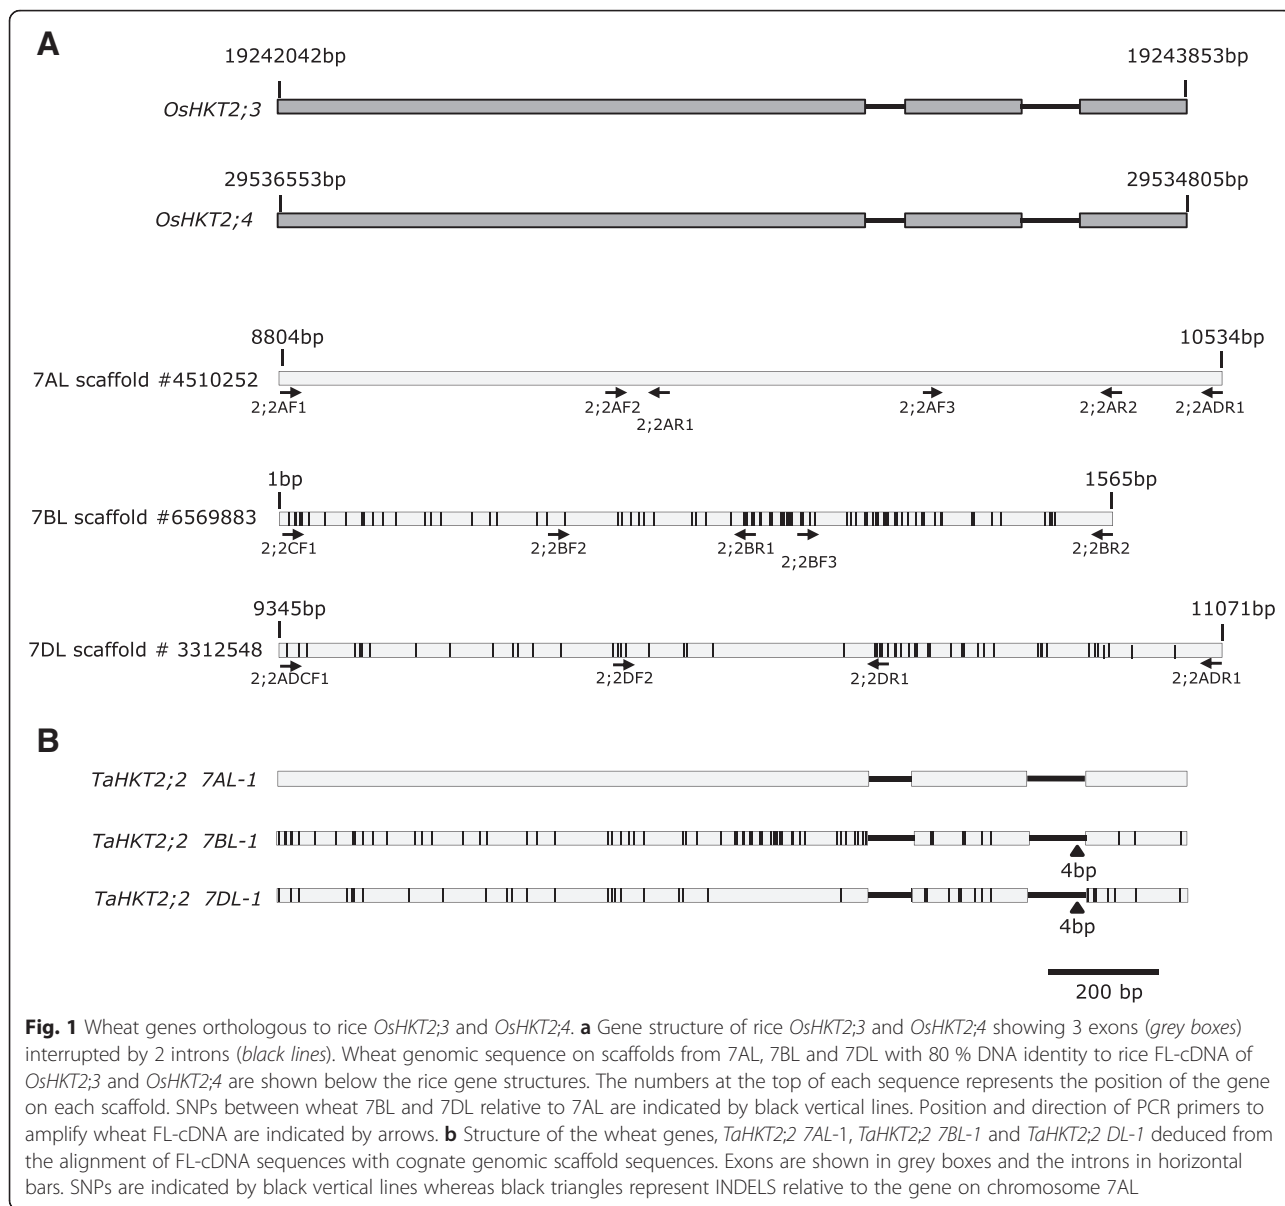 A
19242042bp 19243853bp
OsHKT2;3
29536553bp 29534805bp
OsHKT2;4
8804bp 10534bp
7AL scaffold #4510252
2;2AF1 2;2AF2 2;2AF3 2;2AR2 2;2ADR1
2;2AR1
1bp 1565bp
7BL scaffold #6569883
2;2CF1 2;2BF2 2;2BR1 2;2BR2
2;2BF3
9345bp 11071bp
7DL scaffold # 3312548
2;2ADCF1 2;2DF2 2;2DR1 2;2ADR1
B
TaHKT2;2 7AL-1
TaHKT2;2 7BL-1
4bp
TaHKT2;2 7DL-1
4bp
200 bp
Fig. 1 Wheat genes orthologous to rice OsHKT2;3 and OsHKT2;4. a Gene structure of rice OsHKT2;3 and OsHKT2;4 showing 3 exons (grey boxes)
interrupted by 2 introns (black lines). Wheat genomic sequence on scaffolds from 7AL, 7BL and 7DL with 80 % DNA identity to rice FL-cDNA of
OsHKT2;3 and OsHKT2;4 are shown below the rice gene structures. The numbers at the top of each sequence represents the position of the gene
on each scaffold. SNPs between wheat 7BL and 7DL relative to 7AL are indicated by black vertical lines. Position and direction of PCR primers to
amplify wheat FL-cDNA are indicated by arrows. b Structure of the wheat genes, TaHKT2;2 7AL-1, TaHKT2;2 7BL-1 and TaHKT2;2 DL-1 deduced from
the alignment of FL-cDNA sequences with cognate genomic scaffold sequences. Exons are shown in grey boxes and the introns in horizontal
bars. SNPs are indicated by black vertical lines whereas black triangles represent INDELS relative to the gene on chromosome 7AL